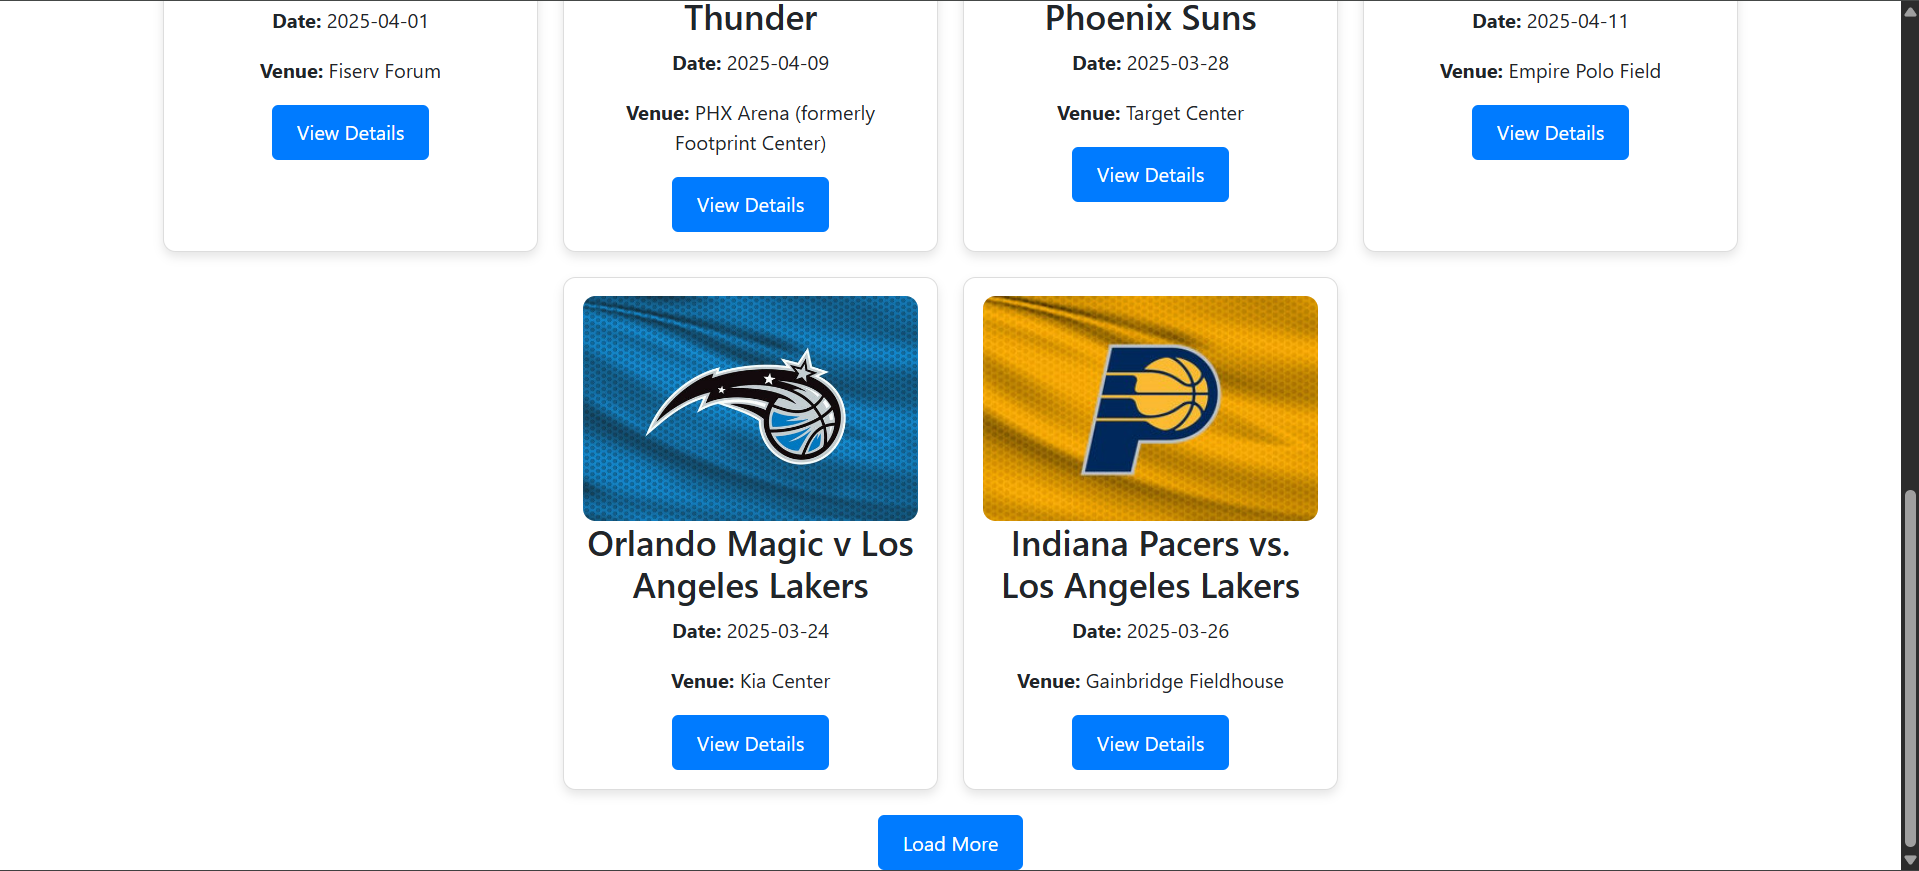 Date: 2025-04-01
Venue: Fiserv Forum
View Details
Thunder
Date: 2025-04-09
Venue: PHX Arena (formerly
Footprint Center)
View Details
Phoenix Suns
Date: 2025-03-28
Venue: Target Center
View Details
Date: 2025-04-11
Venue: Empire Polo Field
View Details
Orlando Magic v Los
Angeles Lakers
Date: 2025-03-24
Venue: Kia Center
View Details
Indiana Pacers vs.
Los Angeles Lakers
Date: 2025-03-26
Venue: Gainbridge Fieldhouse
View Details
Load More